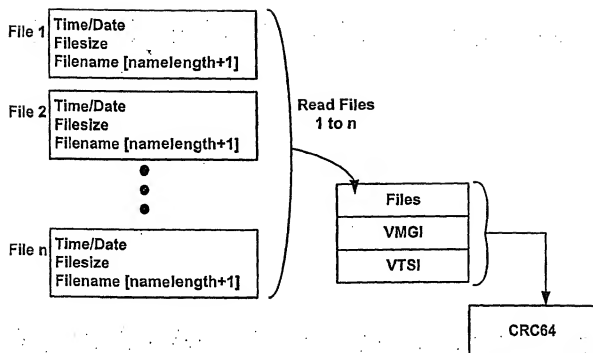 File 1
Time/Date
Filesize
Filename [namelength+1]
File 2
Time/Date
Filesize
Filename [namelength+1]
File n
Time/Date
Filesize
Filename [namelength+1]
Read Files
1 to n
Files
VMGI
VTSI
CRC64